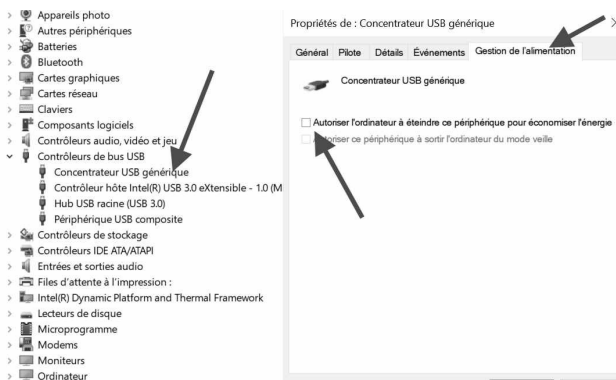 Appareils photo
Autres périphériques
Batteries
Bluetooth
Cartes graphiques
Cartes réseau
Claviers
Composants logiciels
Contrôleurs audio, vidéo et jeu
Contrôleurs de bus USB
Concentrateur USB générique
Contrôleur hôte Intel(R) USB 3.0 eXtensible - 1.0 (M
Hub USB racine (USB 3.0)
Périphérique USB composite
Contrôleurs de stockage
Contrôleurs IDE ATA/ATAPI
Entrées et sorties audio
Files d'attente à l'impression :
Intel(R) Dynamic Platform and Thermal Framework
Lecteurs de disque
Microprogramme
Modems
Moniteurs
Ordinateur
Propriétés de : Concentrateur USB générique
Général Pilote Détails Événements Gestion de l'alimentation
Concentrateur USB générique
Autoriser l'ordinateur à éteindre ce périphérique pour économiser l'énergie
Autoriser ce périphérique à sortir l'ordinateur du mode veille